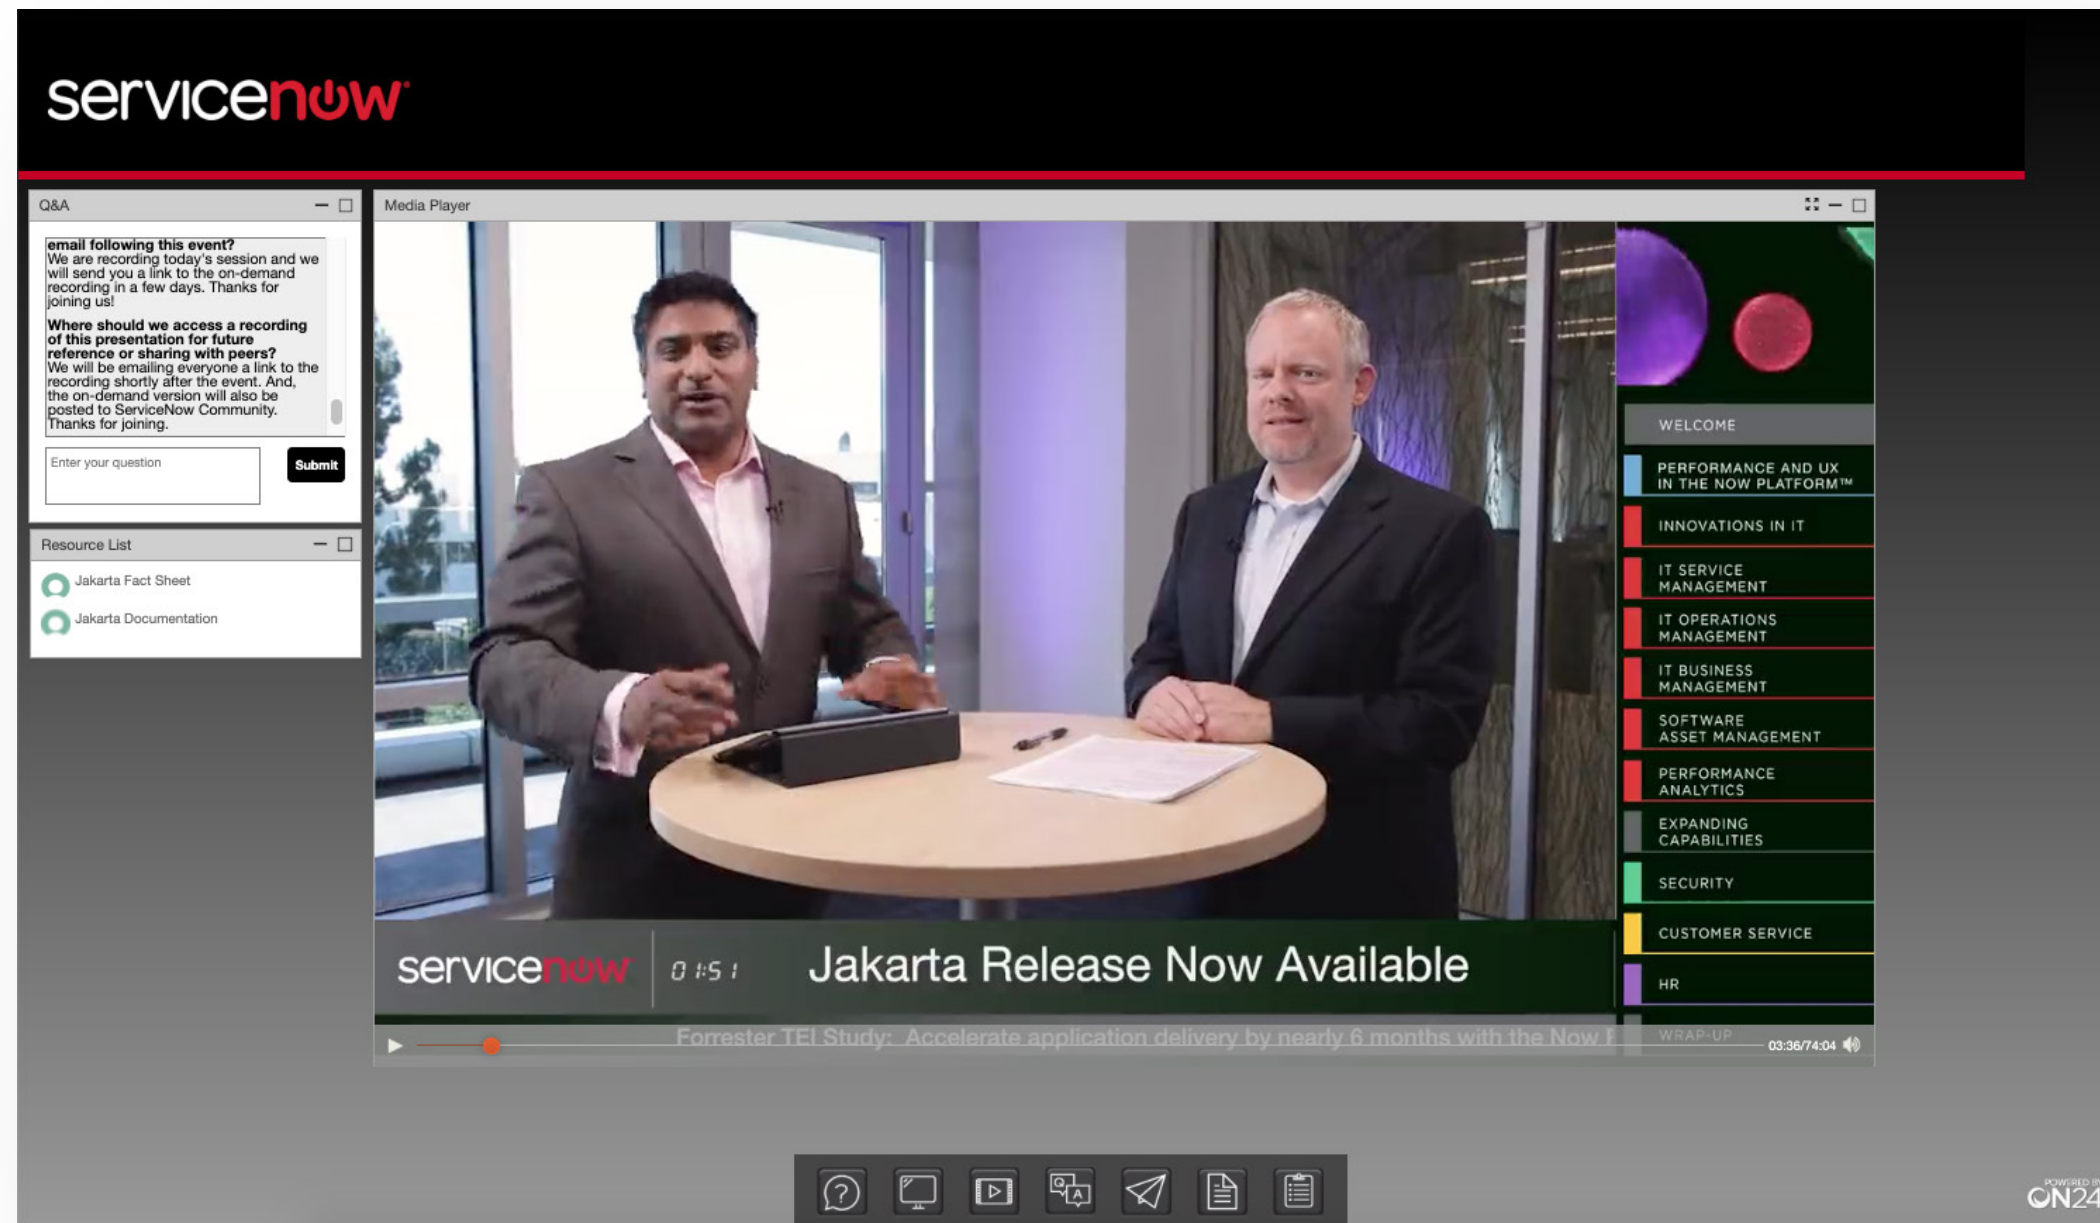 servicenow
Q&A
email following this event?
We are recording today's session and we
will send you a link to the on-demand
recording in a few days. Thanks for
joining us!
Where should we access a recording
of this presentation for future
reference or sharing with peers?
We will be emailing everyone a link to the
recording shortly after the event. And,
the on-demand version will also be
posted to ServiceNow Community.
Thanks for joining.
Enter your question
Submit
Resource List
Jakarta Fact Sheet
Jakarta Documentation
Media Player
WELCOME
PERFORMANCE AND UX
IN THE NOW PLATFORM™
INNOVATIONS IN IT
IT SERVICE
MANAGEMENT
IT OPERATIONS
MANAGEMENT
IT BUSINESS
MANAGEMENT
SOFTWARE
ASSET MANAGEMENT
PERFORMANCE
ANALYTICS
EXPANDING
CAPABILITIES
SECURITY
CUSTOMER SERVICE
HR
WRAP-UP
servicenow
01:51
Jakarta Release Now Available
Forrester TEI Study: Accelerate application delivery by nearly 6 months with the Now
03:36/74:04
Q
A
POWERED BY
ON24